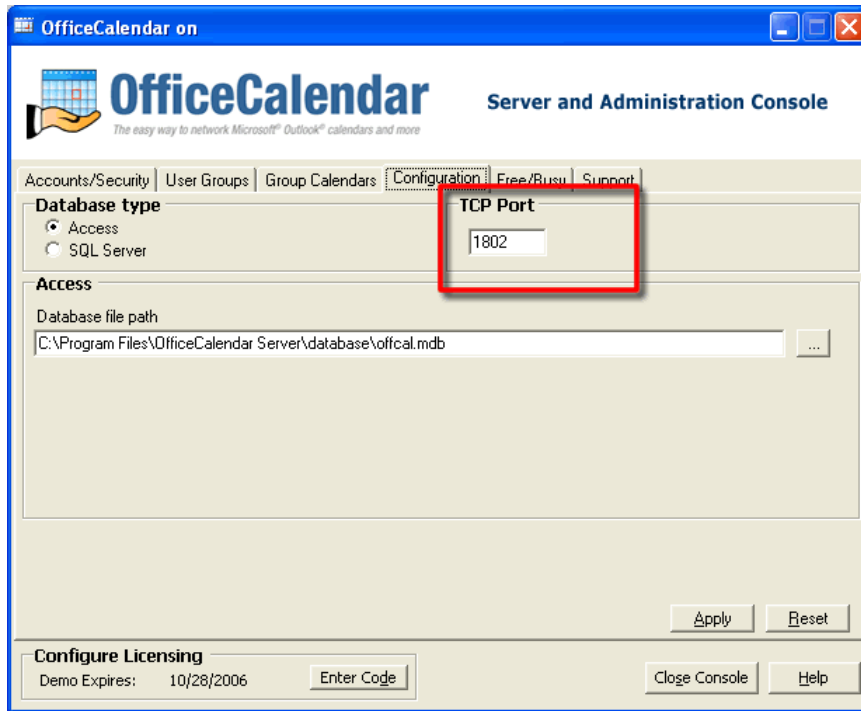 OfficeCalendar on
OfficeCalendar
The easy way to network Microsoft® Outlook® calendars and more
Server and Administration Console
Accounts/Security User Groups Group Calendars Configuration Free/Busy Support
Database type
Access
SQL Server
TCP Port
1802
Access
Database file path
C:\Program Files\OfficeCalendar Server\database\offcal.mdb
...
Apply Reset
Configure Licensing
Demo Expires: 10/28/2006 Enter Code
Close Console Help